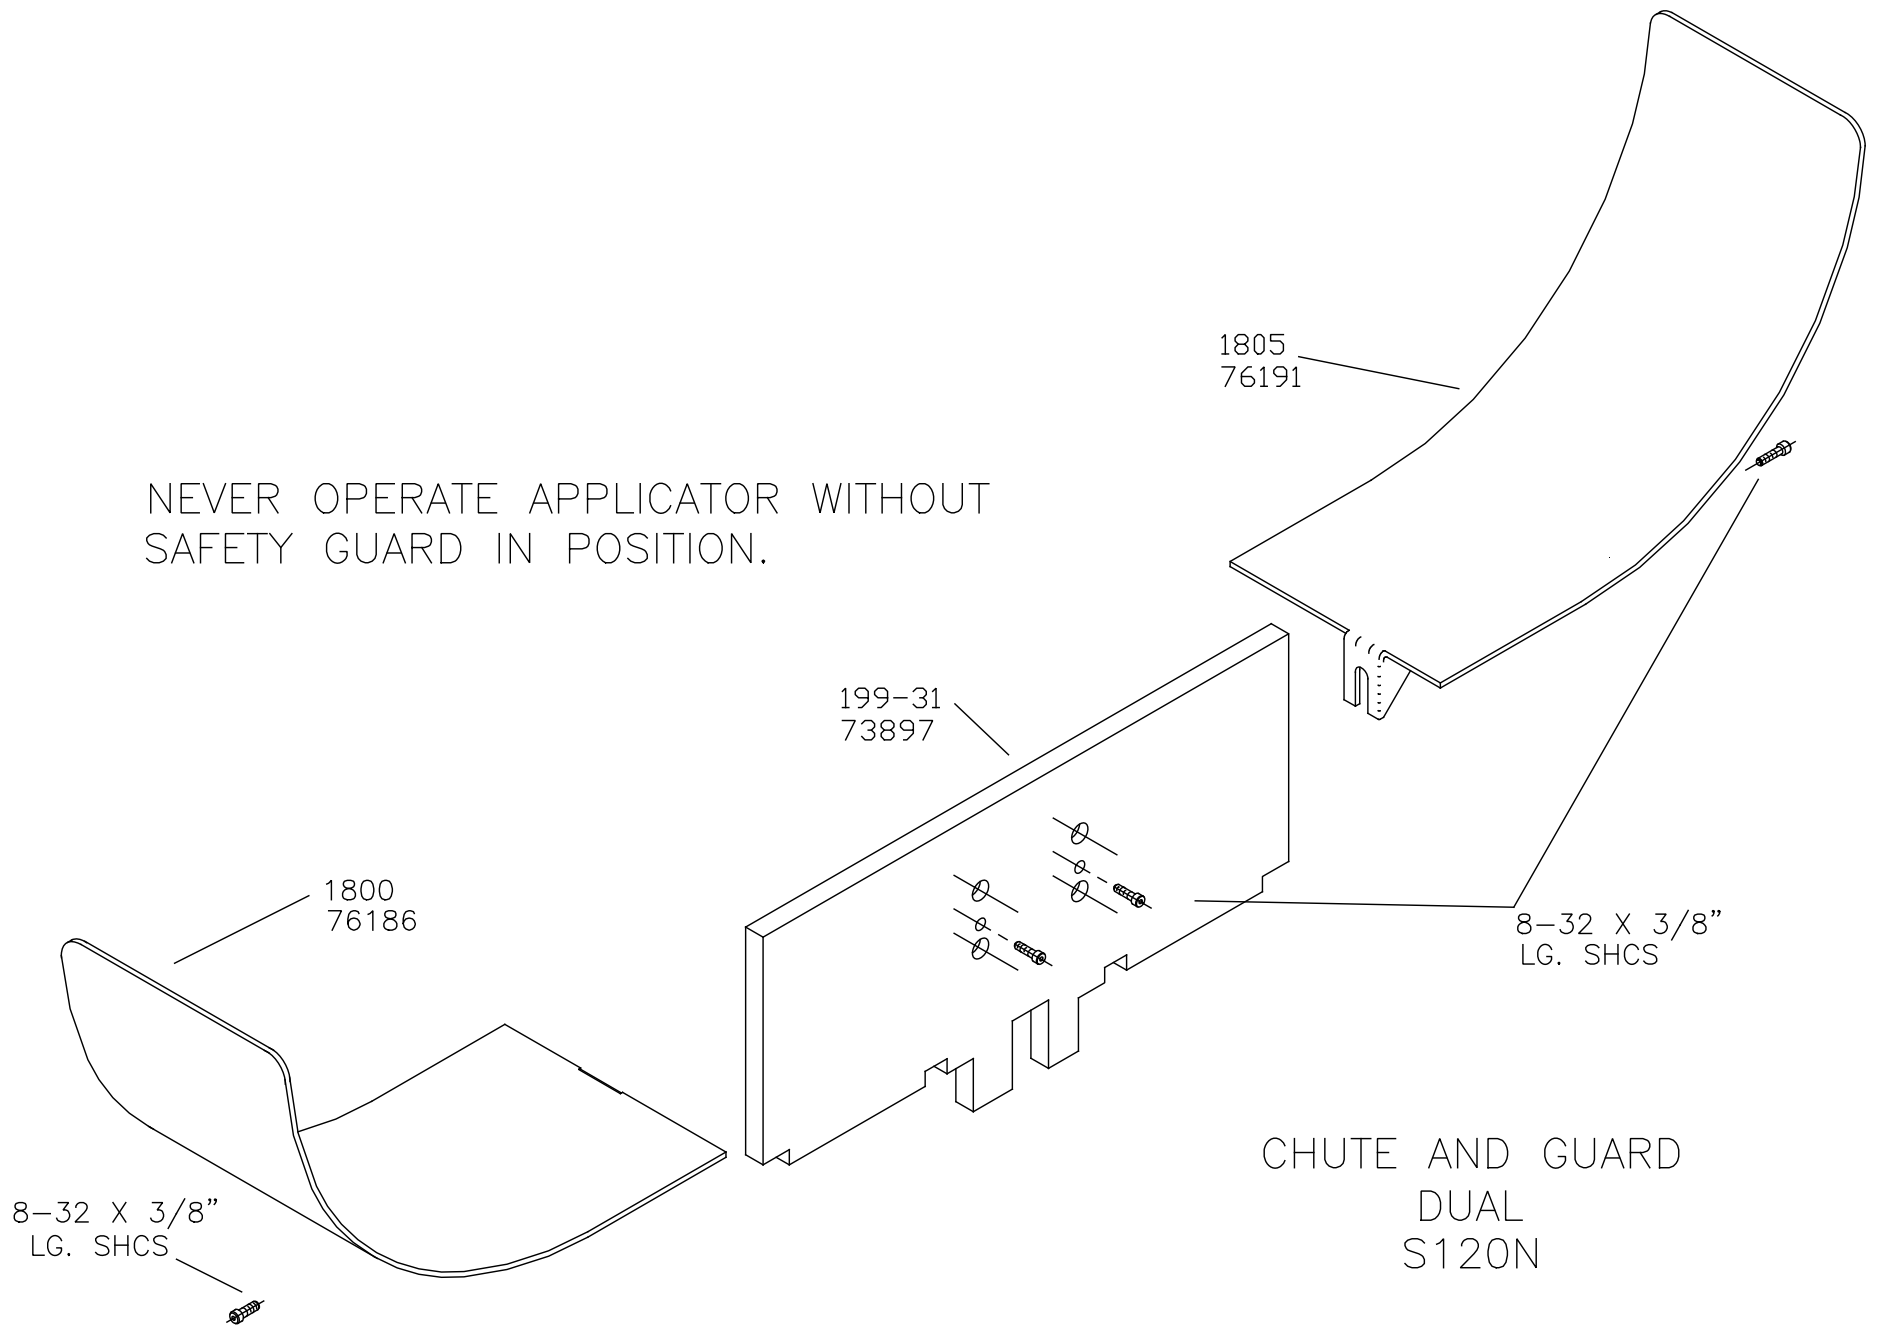 1805
76191
NEVER OPERATE APPLICATOR WITHOUT
SAFETY GUARD IN POSITION.
199-31
73897
1800
76186
8-32 X 3/8"
LG. SHCS
8-32 X 3/8"
LG. SHCS
CHUTE AND GUARD
DUAL
S120N